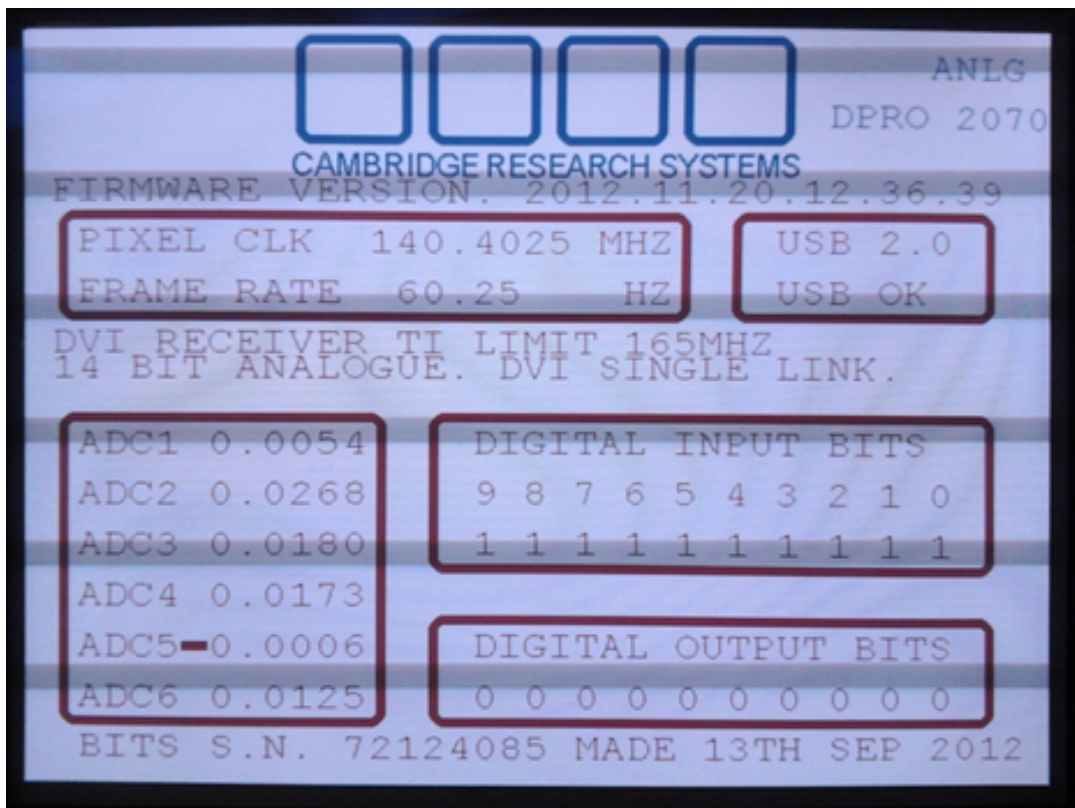 ANLG
DPRO 2070
CAMBRIDGE RESEARCH SYSTEMS
FIRMWARE VERSION. 2012.11.20.12.36.39
PIXEL CLK 140.4025 MHZ
FRAME RATE 60.25 HZ
USB 2.0
USB OK
DVI RECEIVER TI LIMIT 165MHZ
14 BIT ANALOGUE. DVI SINGLE LINK.
ADC1 0.0054
ADC2 0.0268
ADC3 0.0180
ADC4 0.0173
ADC5-0.0006
ADC6 0.0125
DIGITAL INPUT BITS
9 8 7 6 5 4 3 2 1 0
1 1 1 1 1 1 1 1 1 1
DIGITAL OUTPUT BITS
0 0 0 0 0 0 0 0 0 0
BITS S.N. 72124085 MADE 13TH SEP 2012